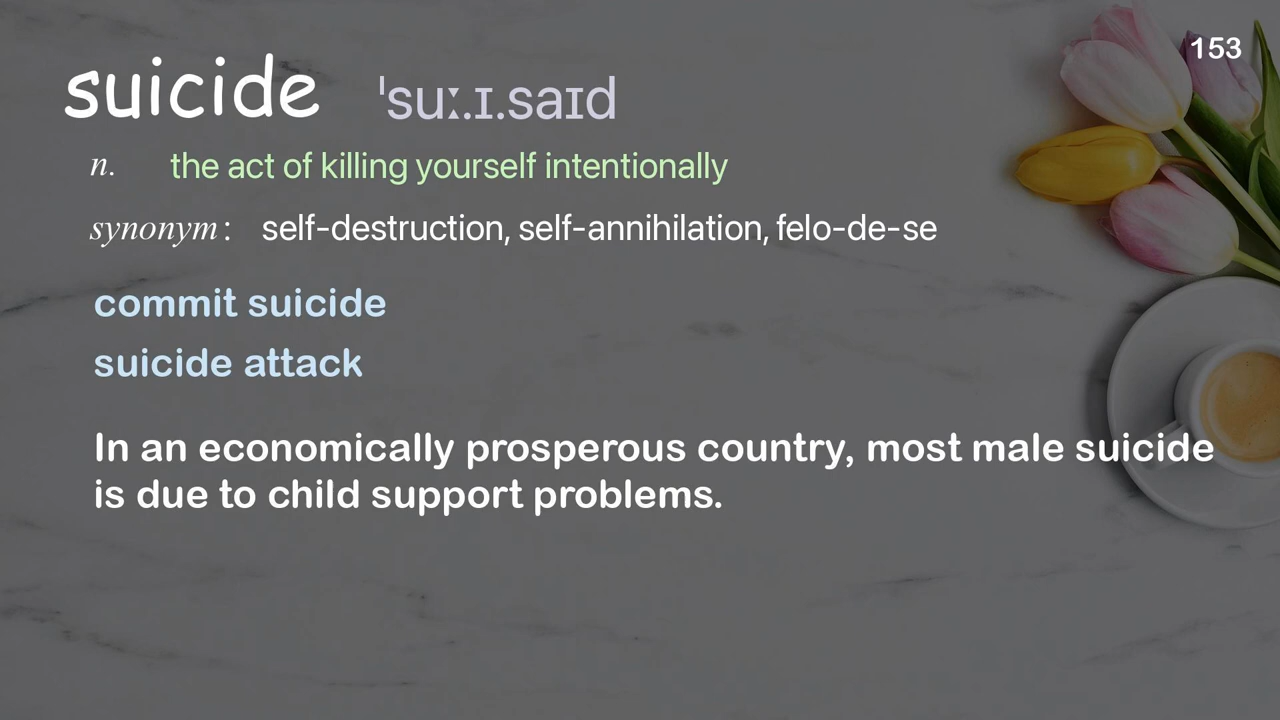 153
suicide ˈsuː.ɪ.saɪd
n. the act of killing yourself intentionally
synonym: self-destruction, self-annihilation, felo-de-se
commit suicide
suicide attack
In an economically prosperous country, most male suicide
is due to child support problems.